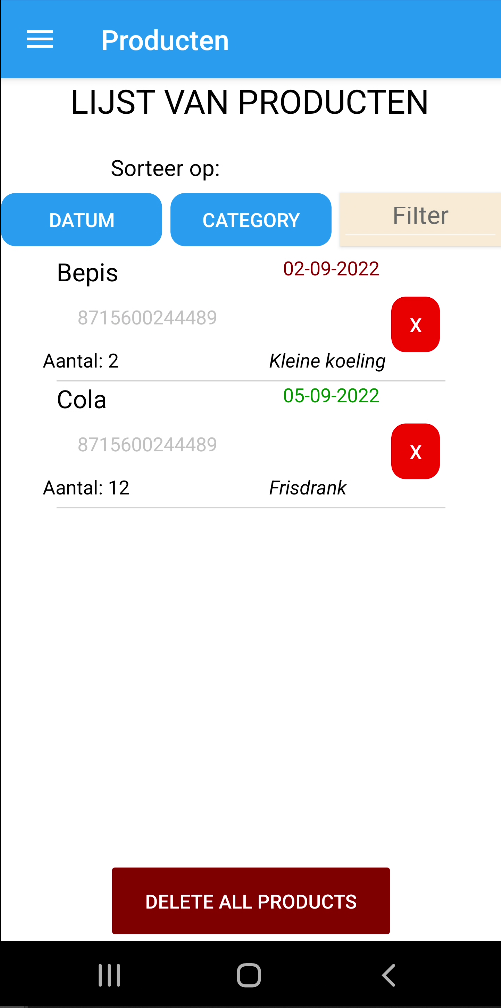 Producten
LIJST VAN PRODUCTEN
Sorteer op:
DATUM CATEGORY Filter
Bepis 02-09-2022
8715600244489 X
Aantal: 2 Kleine koeling
Cola 05-09-2022
8715600244489 X
Aantal: 12 Frisdrank
DELETE ALL PRODUCTS